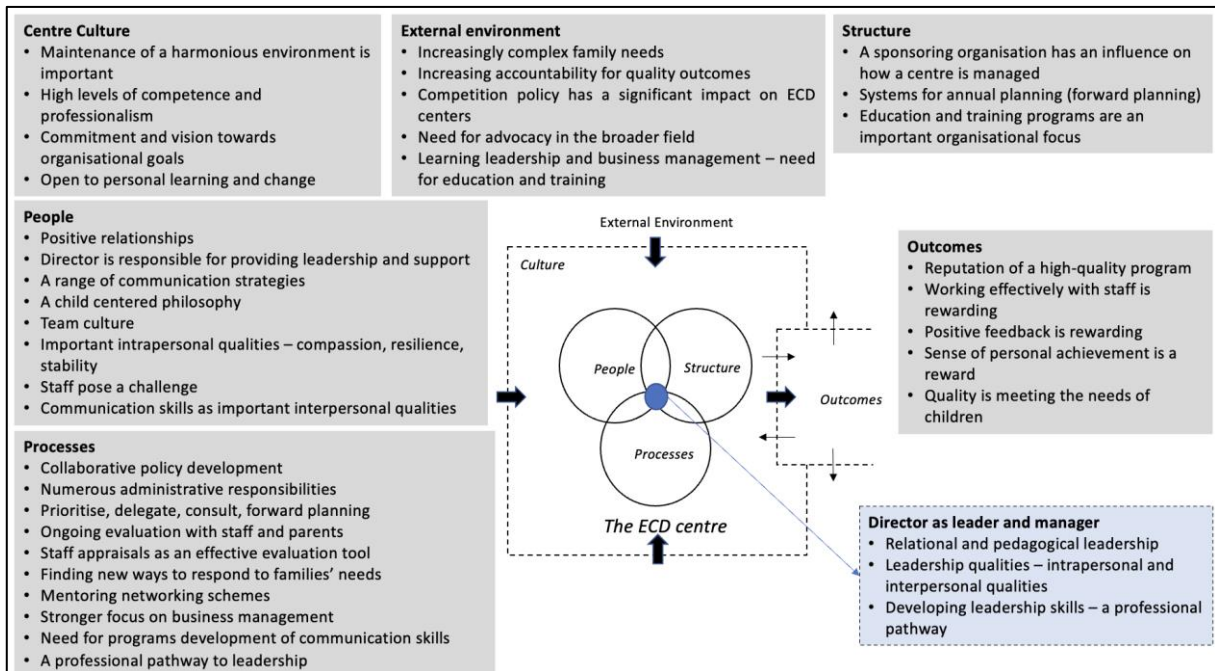 Centre Culture
• Maintenance of a harmonious environment is
important
• High levels of competence and
professionalism
• Commitment and vision towards
organisational goals
• Open to personal learning and change
External environment
• Increasingly complex family needs
• Increasing accountability for quality outcomes
• Competition policy has a significant impact on ECD
centers
• Need for advocacy in the broader field
• Learning leadership and business management – need
for education and training
Structure
• A sponsoring organisation has an influence on
how a centre is managed
• Systems for annual planning (forward planning)
• Education and training programs are an
important organisational focus
People
• Positive relationships
• Director is responsible for providing leadership and support
• A range of communication strategies
• A child centered philosophy
• Team culture
• Important intrapersonal qualities – compassion, resilience,
stability
• Staff pose a challenge
• Communication skills as important interpersonal qualities
Processes
• Collaborative policy development
• Numerous administrative responsibilities
• Prioritise, delegate, consult, forward planning
• Ongoing evaluation with staff and parents
• Staff appraisals as an effective evaluation tool
• Finding new ways to respond to families’ needs
• Mentoring networking schemes
• Stronger focus on business management
• Need for programs development of communication skills
• A professional pathway to leadership
External Environment
Culture
People
Structure
Processes
The ECD centre
Outcomes
Outcomes
• Reputation of a high-quality program
• Working effectively with staff is
rewarding
• Positive feedback is rewarding
• Sense of personal achievement is a
reward
• Quality is meeting the needs of
children
Director as leader and manager
• Relational and pedagogical leadership
• Leadership qualities – intrapersonal and
interpersonal qualities
• Developing leadership skills – a professional
pathway